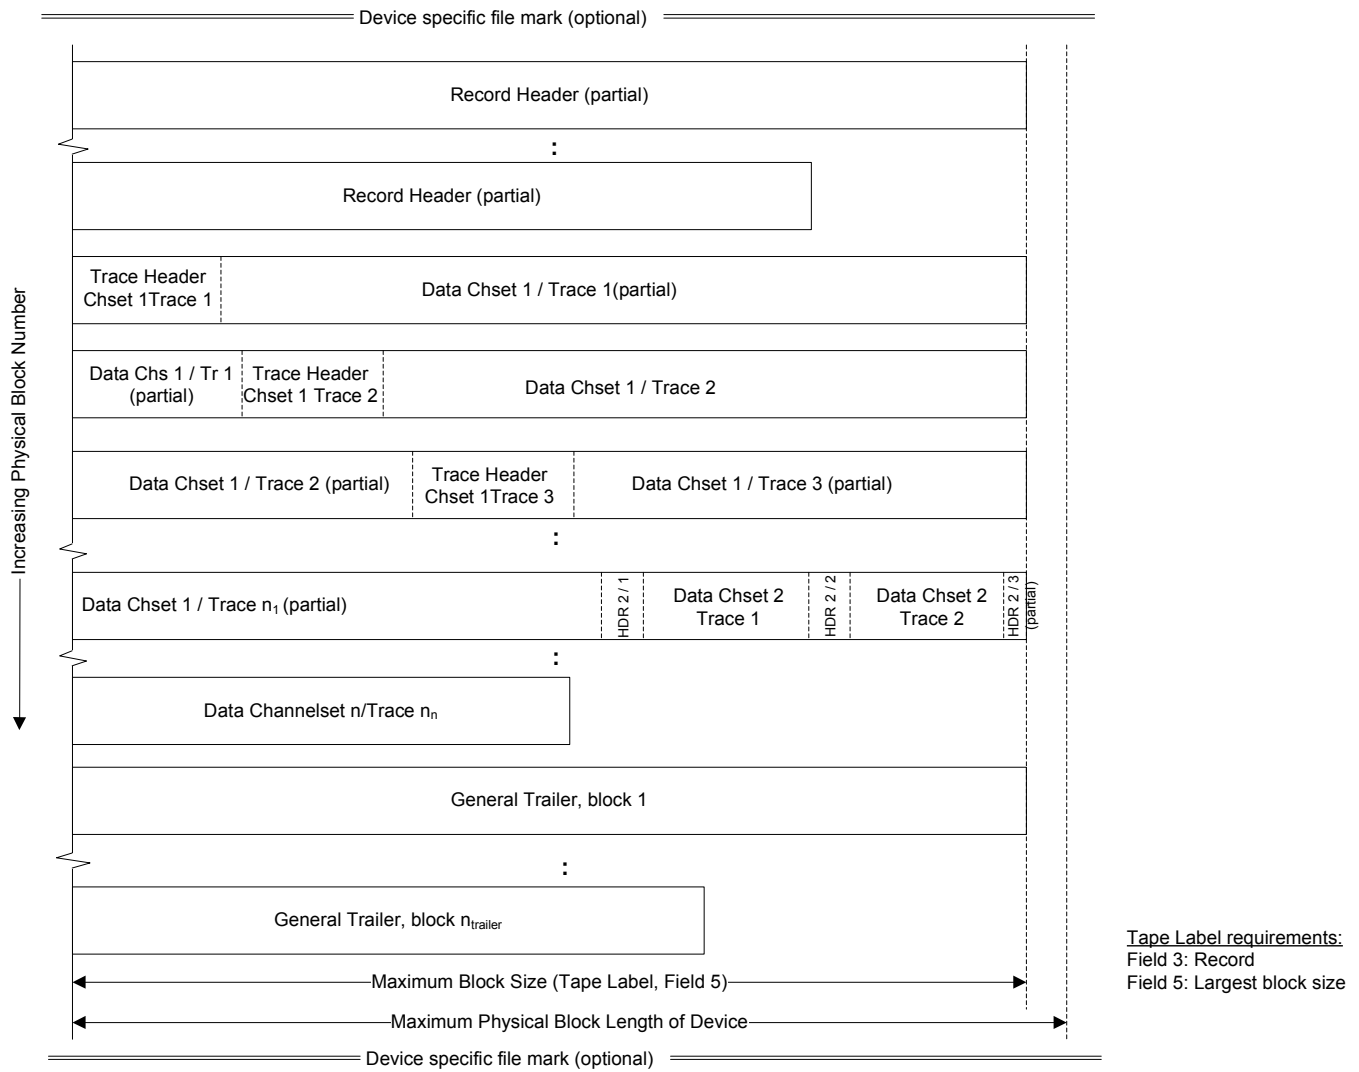 Device specific file mark (optional)
Record Header (partial)
:
Record Header (partial)
Trace Header
Chset 1Trace 1
Data Chset 1 / Trace 1(partial)
Increasing Physical Block Number
Data Chs 1 / Tr 1
(partial)
Trace Header
Chset 1 Trace 2
Data Chset 1 / Trace 2
Data Chset 1 / Trace 2 (partial)
Trace Header
Chset 1Trace 3
Data Chset 1 / Trace 3 (partial)
:
Data Chset 1 / Trace n₁ (partial)
HDR 2 / 1
Data Chset 2
Trace 1
HDR 2 / 2
Data Chset 2
Trace 2
HDR 2 / 3
(partial)
:
Data Channelset n/Trace nₙ
General Trailer, block 1
:
General Trailer, block ntrailer
Tape Label requirements:
Field 3: Record
Field 5: Largest block size
Maximum Block Size (Tape Label, Field 5)
Maximum Physical Block Length of Device
Device specific file mark (optional)